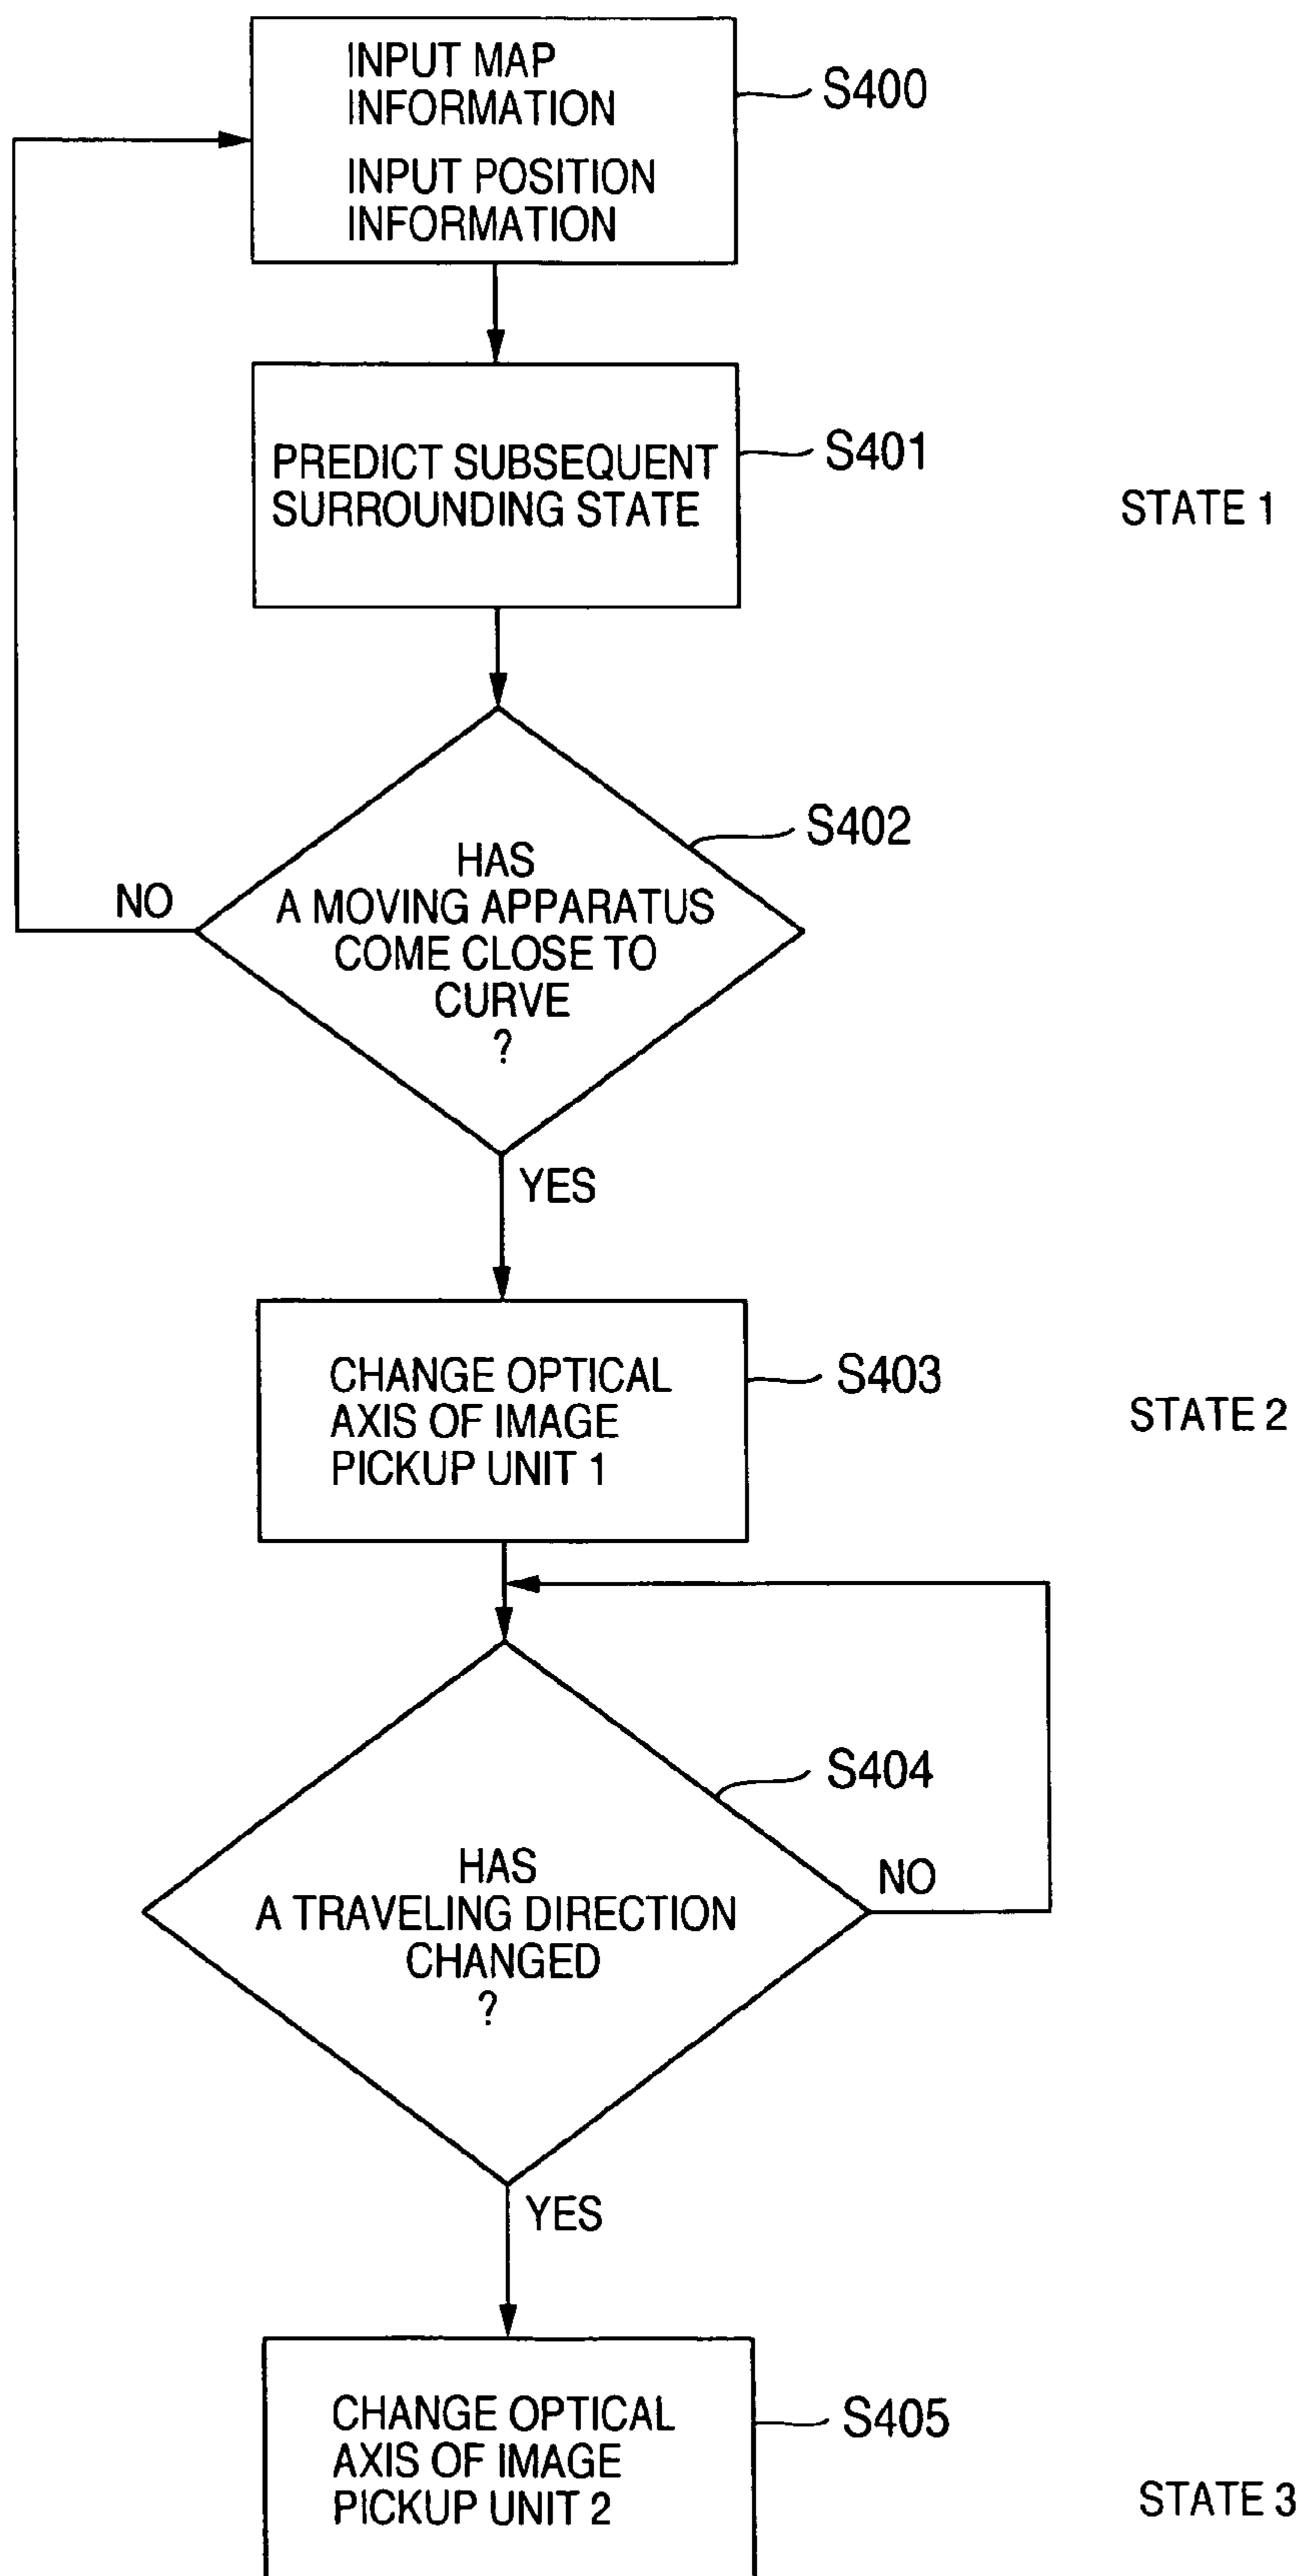 INPUT MAP
INFORMATION
INPUT POSITION
INFORMATION
S400
PREDICT SUBSEQUENT
SURROUNDING STATE
S401
STATE 1
HAS
A MOVING APPARATUS
COME CLOSE TO
CURVE
?
S402
NO
YES
CHANGE OPTICAL
AXIS OF IMAGE
PICKUP UNIT 1
S403
STATE 2
HAS
A TRAVELING DIRECTION
CHANGED
?
S404
NO
YES
CHANGE OPTICAL
AXIS OF IMAGE
PICKUP UNIT 2
S405
STATE 3